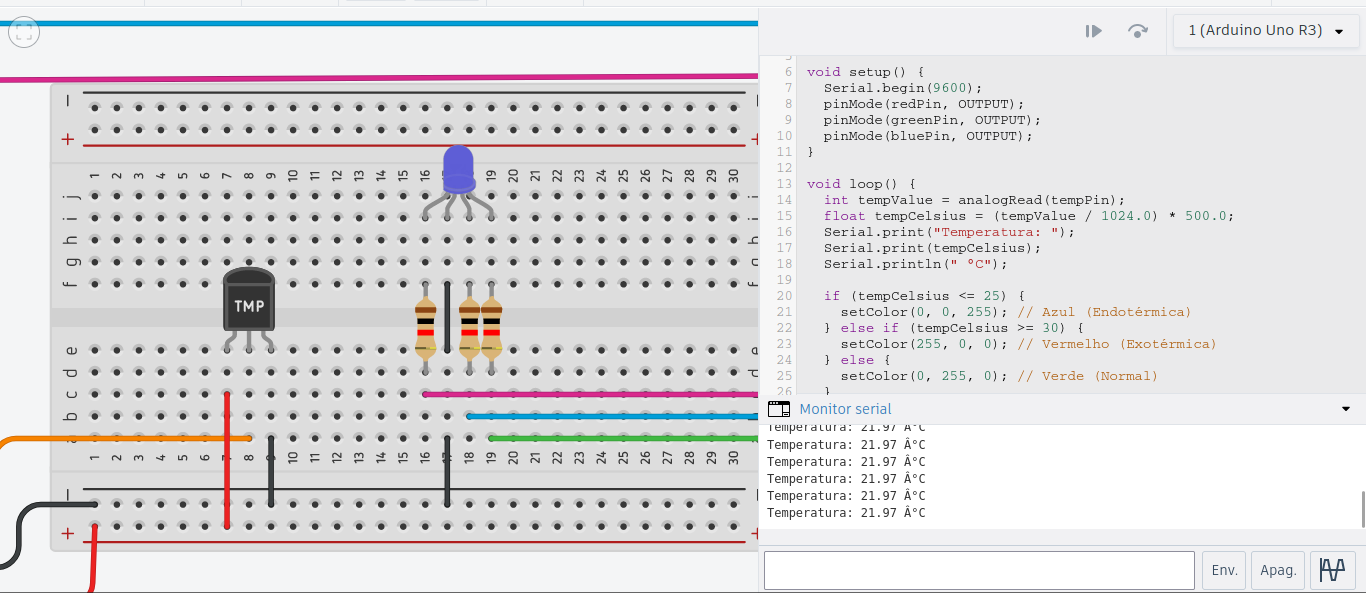 1 (Arduino Uno R3)
6 void setup() {
7 Serial.begin(9600);
8 pinMode(redPin, OUTPUT);
9 pinMode(greenPin, OUTPUT);
10 pinMode(bluePin, OUTPUT);
11 }
12
13 void loop() {
14 int tempValue = analogRead(tempPin);
15 float tempCelsius = (tempValue / 1024.0) * 500.0;
16 Serial.print("Temperatura: ");
17 Serial.print(tempCelsius);
18 Serial.println(" °C");
19
20 if (tempCelsius <= 25) {
21 setColor(0, 0, 255); // Azul (Endotérmica)
22 } else if (tempCelsius >= 30) {
23 setColor(255, 0, 0); // Vermelho (Exotérmica)
24 } else {
25 setColor(0, 255, 0); // Verde (Normal)
26 }
Monitor serial
Temperatura: 21.97 Â°C
Temperatura: 21.97 Â°C
Temperatura: 21.97 Â°C
Temperatura: 21.97 Â°C
Temperatura: 21.97 Â°C
Temperatura: 21.97 Â°C
Env.
Apag.
1 2 3 4 5 6 7 8 9 10 11 12 13 14 15 16 19 20 21 22 23 24 25 26 27 28 29 30
j
i
h
g
f
TMP
e
d
c
b
a
1 2 3 4 5 6 7 8 9 10 11 12 13 14 15 16 17 18 19 20 21 22 23 24 25 26 27 28 29 30